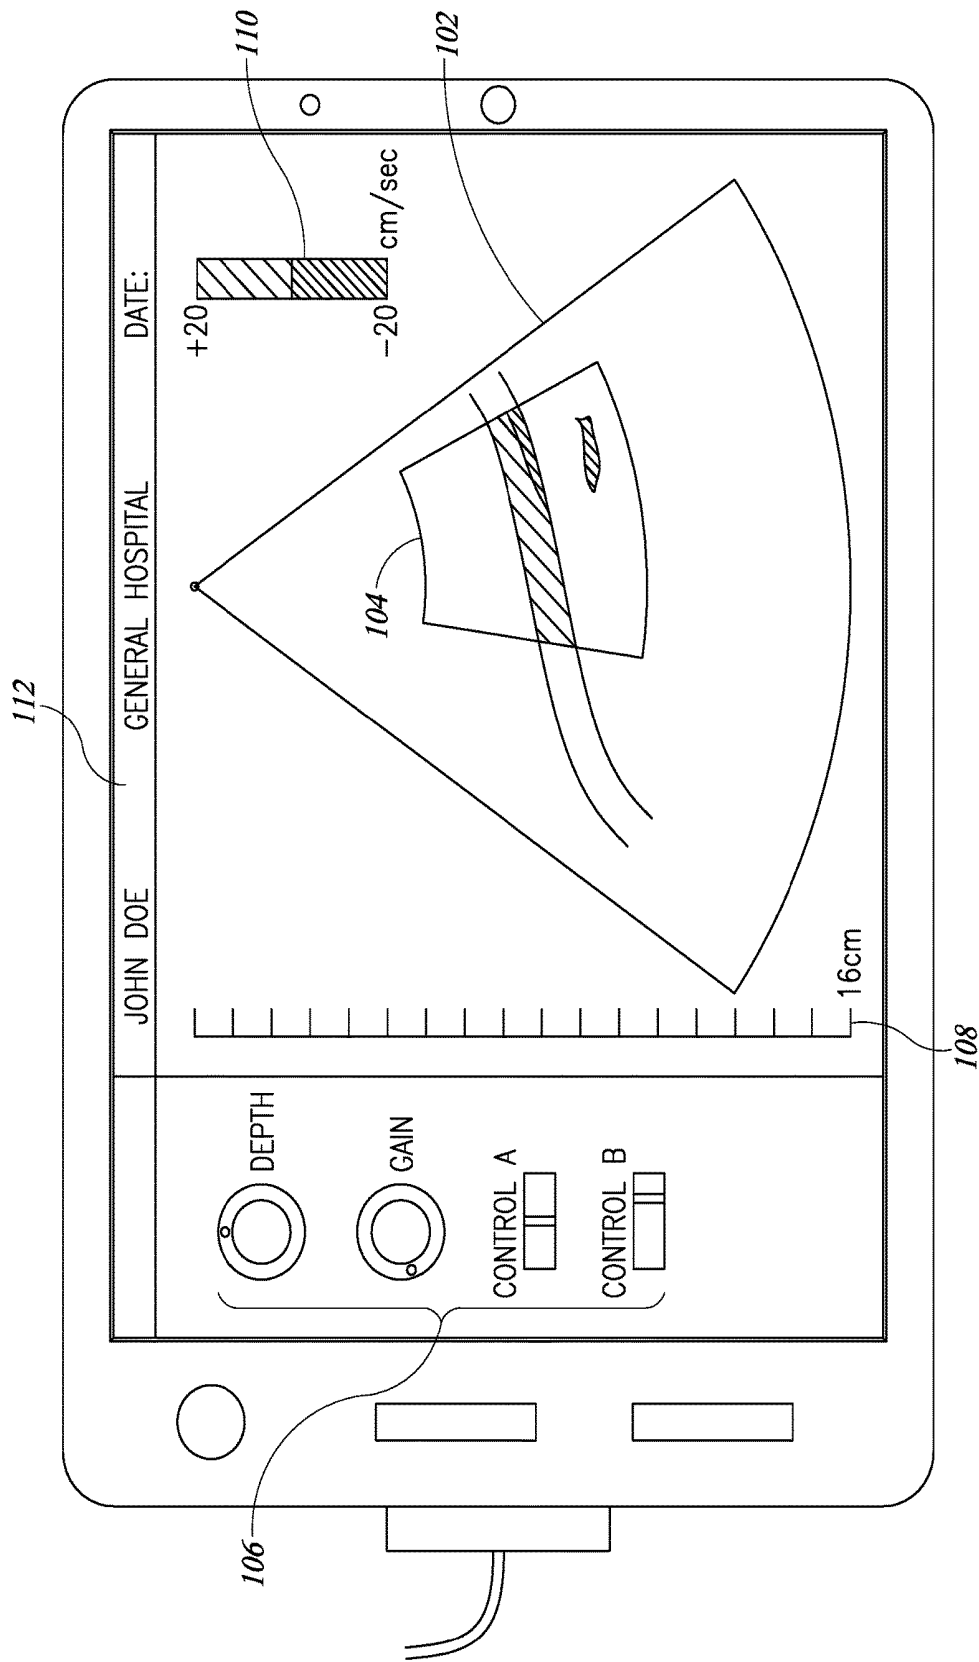 112
110
102
JOHN DOE GENERAL HOSPITAL DATE:
+20
-20 cm/sec
104
DEPTH
GAIN
CONTROL A
CONTROL B
16cm
106
108